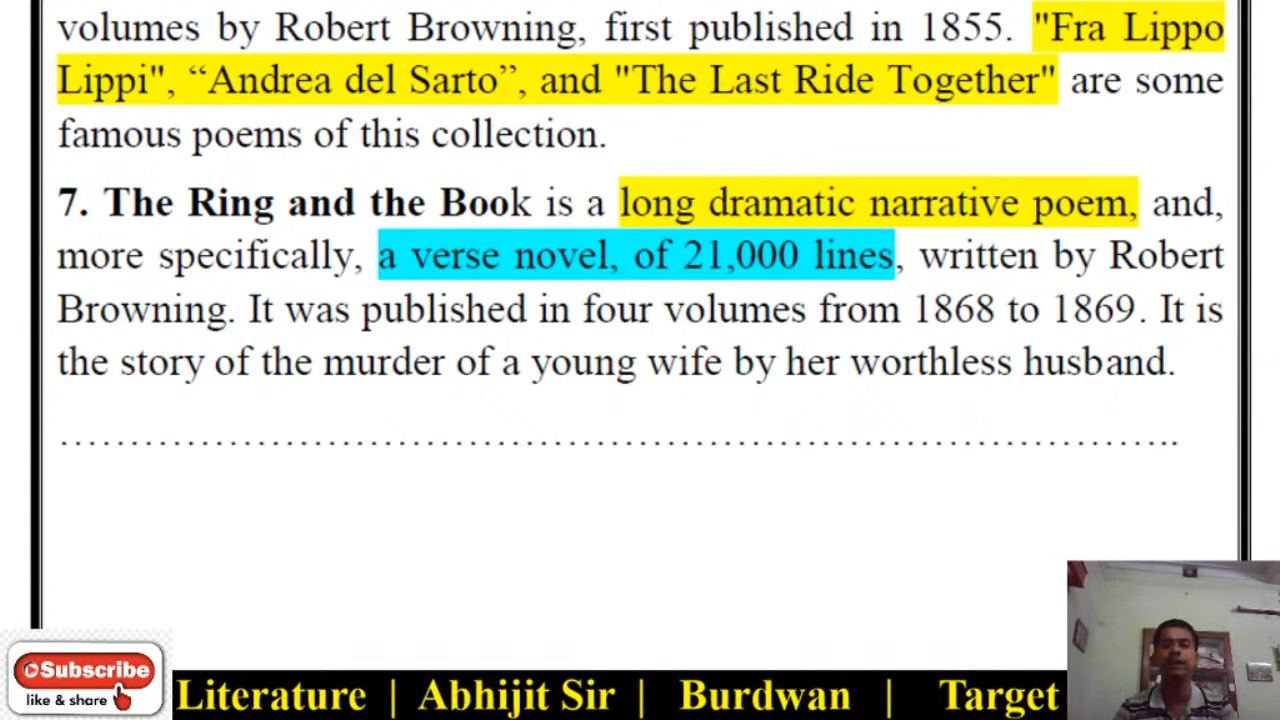 volumes by Robert Browning, first published in 1855. "Fra Lippo
Lippi", “Andrea del Sarto”, and "The Last Ride Together" are some
famous poems of this collection.
7. The Ring and the Book is a long dramatic narrative poem, and,
more specifically, a verse novel, of 21,000 lines, written by Robert
Browning. It was published in four volumes from 1868 to 1869. It is
the story of the murder of a young wife by her worthless husband.
………………………………………………………………………..
Subscribe
like & share
Literature | Abhijit Sir | Burdwan | Target